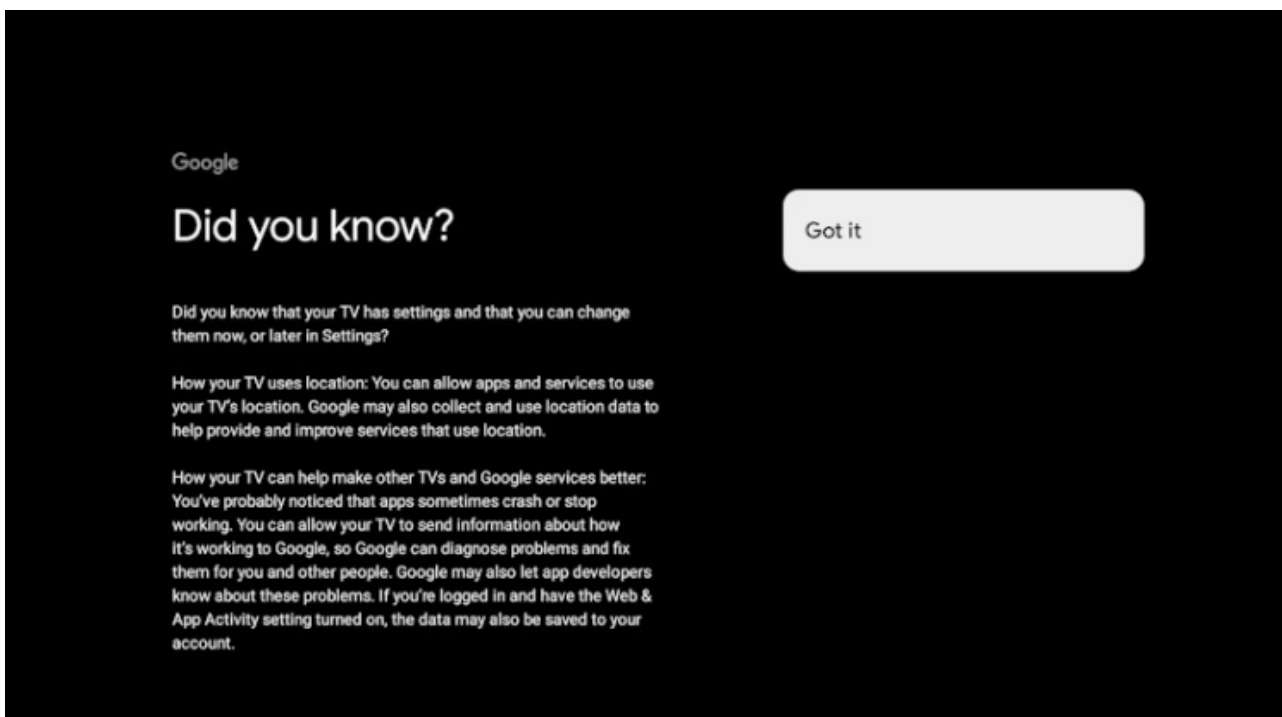 Google
Did you know?
Got it
Did you know that your TV has settings and that you can change
them now, or later in Settings?
How your TV uses location: You can allow apps and services to use
your TV's location. Google may also collect and use location data to
help provide and improve services that use location.
How your TV can help make other TVs and Google services better:
You've probably noticed that apps sometimes crash or stop
working. You can allow your TV to send information about how
it's working to Google, so Google can diagnose problems and fix
them for you and other people. Google may also let app developers
know about these problems. If you're logged in and have the Web &
App Activity setting turned on, the data may also be saved to your
account.